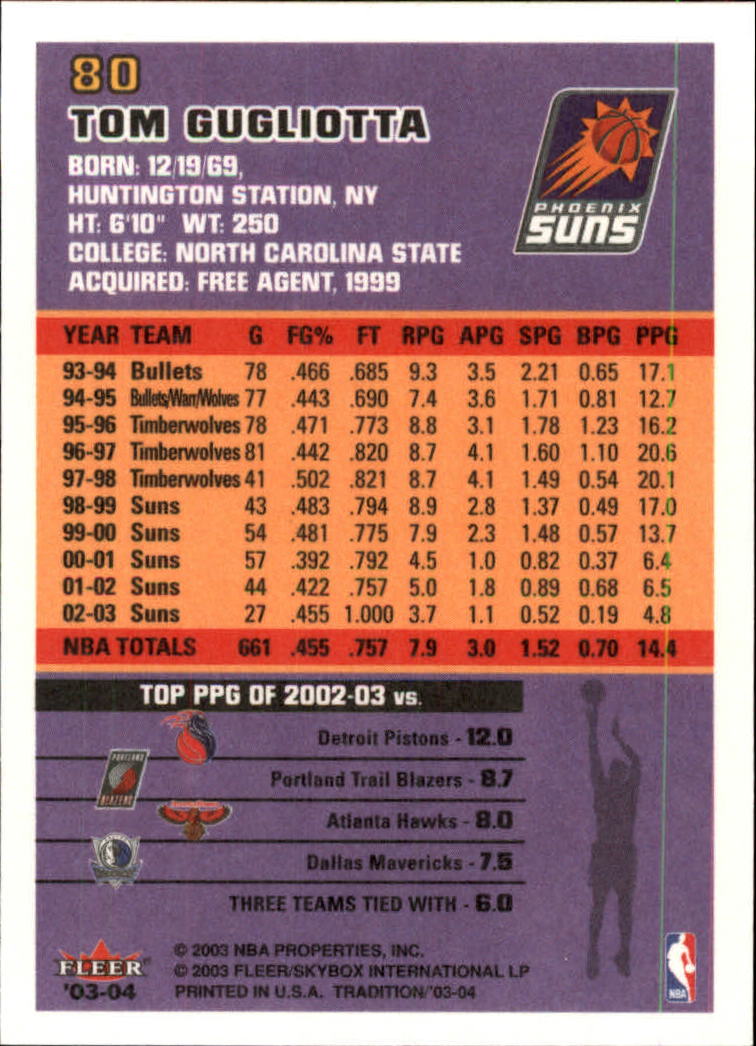 80
TOM GUGLIOTTA
BORN: 12/19/69,
HUNTINGTON STATION, NY
HT: 6'10" WT: 250
COLLEGE: NORTH CAROLINA STATE
ACQUIRED: FREE AGENT, 1999
PHOENIX
SUNS
YEAR TEAM G FG% FT RPG APG SPG BPG PPG
93-94 Bullets 78 .466 .685 9.3 3.5 2.21 0.65 17.1
94-95 Bullets/Warr/Wolves 77 .443 .690 7.4 3.6 1.71 0.81 12.7
95-96 Timberwolves 78 .471 .773 8.8 3.1 1.78 1.23 16.2
96-97 Timberwolves 81 .442 .820 8.7 4.1 1.60 1.10 20.6
97-98 Timberwolves 41 .502 .821 8.7 4.1 1.49 0.54 20.1
98-99 Suns 43 .483 .794 8.9 2.8 1.37 0.49 17.0
99-00 Suns 54 .481 .775 7.9 2.3 1.48 0.57 13.7
00-01 Suns 57 .392 .792 4.5 1.0 0.82 0.37 6.4
01-02 Suns 44 .422 .757 5.0 1.8 0.89 0.68 6.5
02-03 Suns 27 .455 1.000 3.7 1.1 0.52 0.19 4.8
NBA TOTALS 661 .455 .757 7.9 3.0 1.52 0.70 14.4
TOP PPG OF 2002-03 VS.
Detroit Pistons - 12.0
PORTLAND
BLAZERS
Portland Trail Blazers - 8.7
Atlanta Hawks - 8.0
Dallas Mavericks - 7.5
THREE TEAMS TIED WITH - 6.0
FLEER
'03-04
© 2003 NBA PROPERTIES, INC.
© 2003 FLEER/SKYBOX INTERNATIONAL LP
PRINTED IN U.S.A. TRADITION/'03-04
NBA